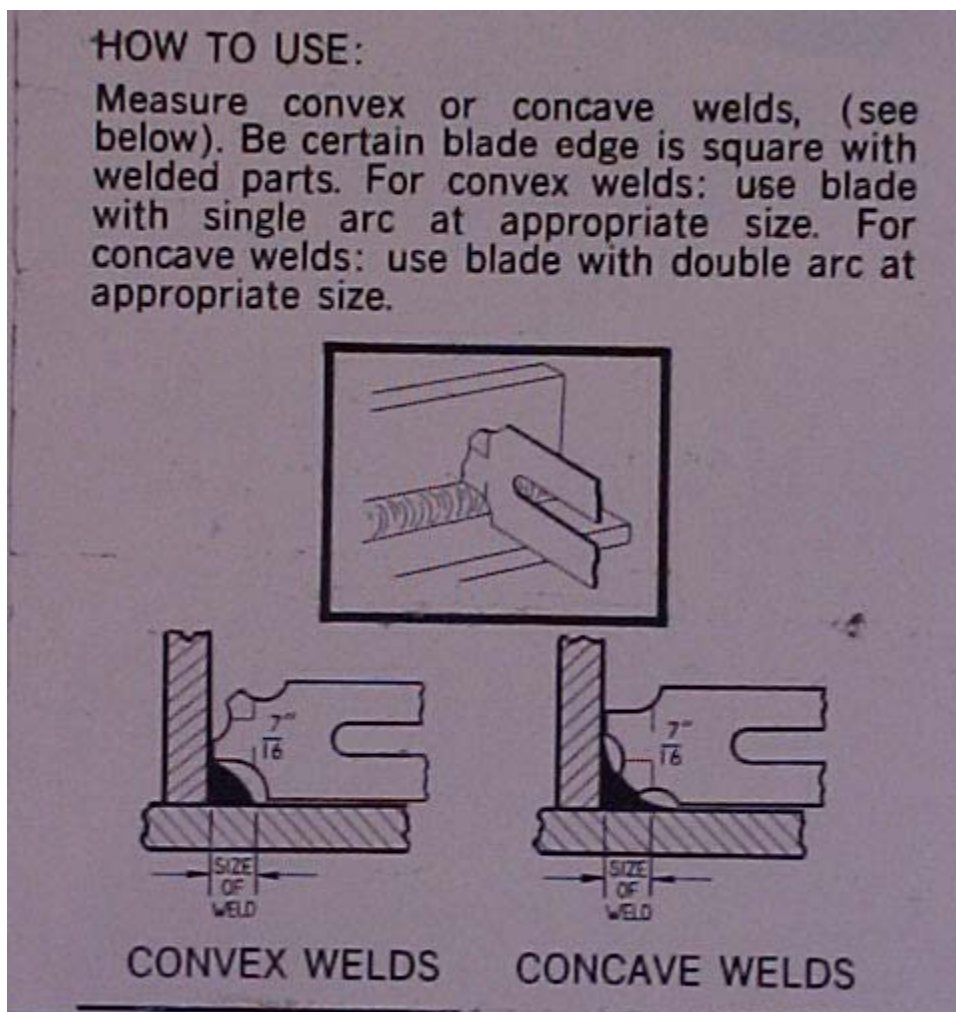 HOW TO USE:
Measure convex or concave welds, (see
below). Be certain blade edge is square with
welded parts. For convex welds: use blade
with single arc at appropriate size. For
concave welds: use blade with double arc at
appropriate size.
7"
16
7"
16
SIZE
OF
WELD
SIZE
OF
WELD
CONVEX WELDS
CONCAVE WELDS